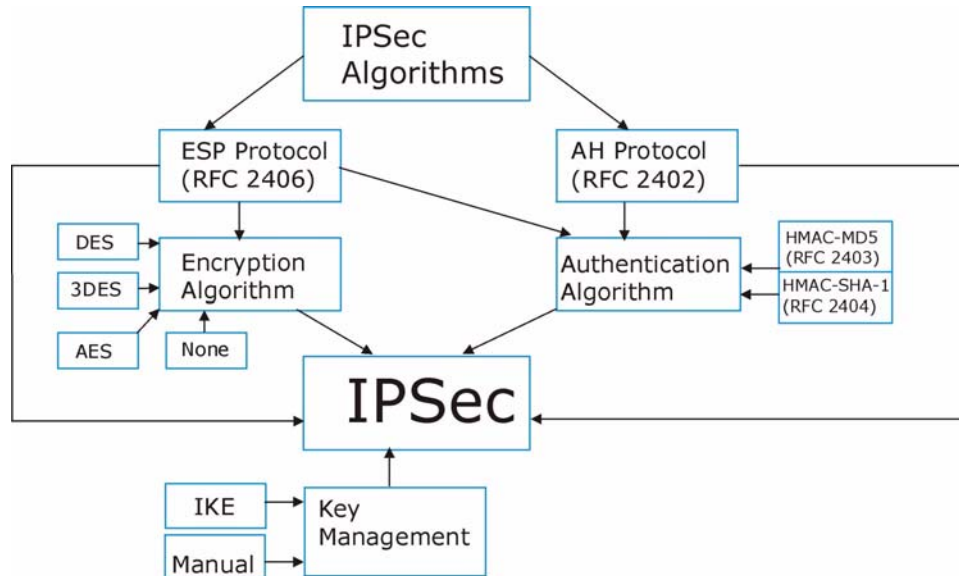 IPSec
Algorithms
ESP Protocol
(RFC 2406)
AH Protocol
(RFC 2402)
DES
3DES
AES
None
Encryption
Algorithm
Authentication
Algorithm
HMAC-MD5
(RFC 2403)
HMAC-SHA-1
(RFC 2404)
IPSec
IKE
Manual
Key
Management